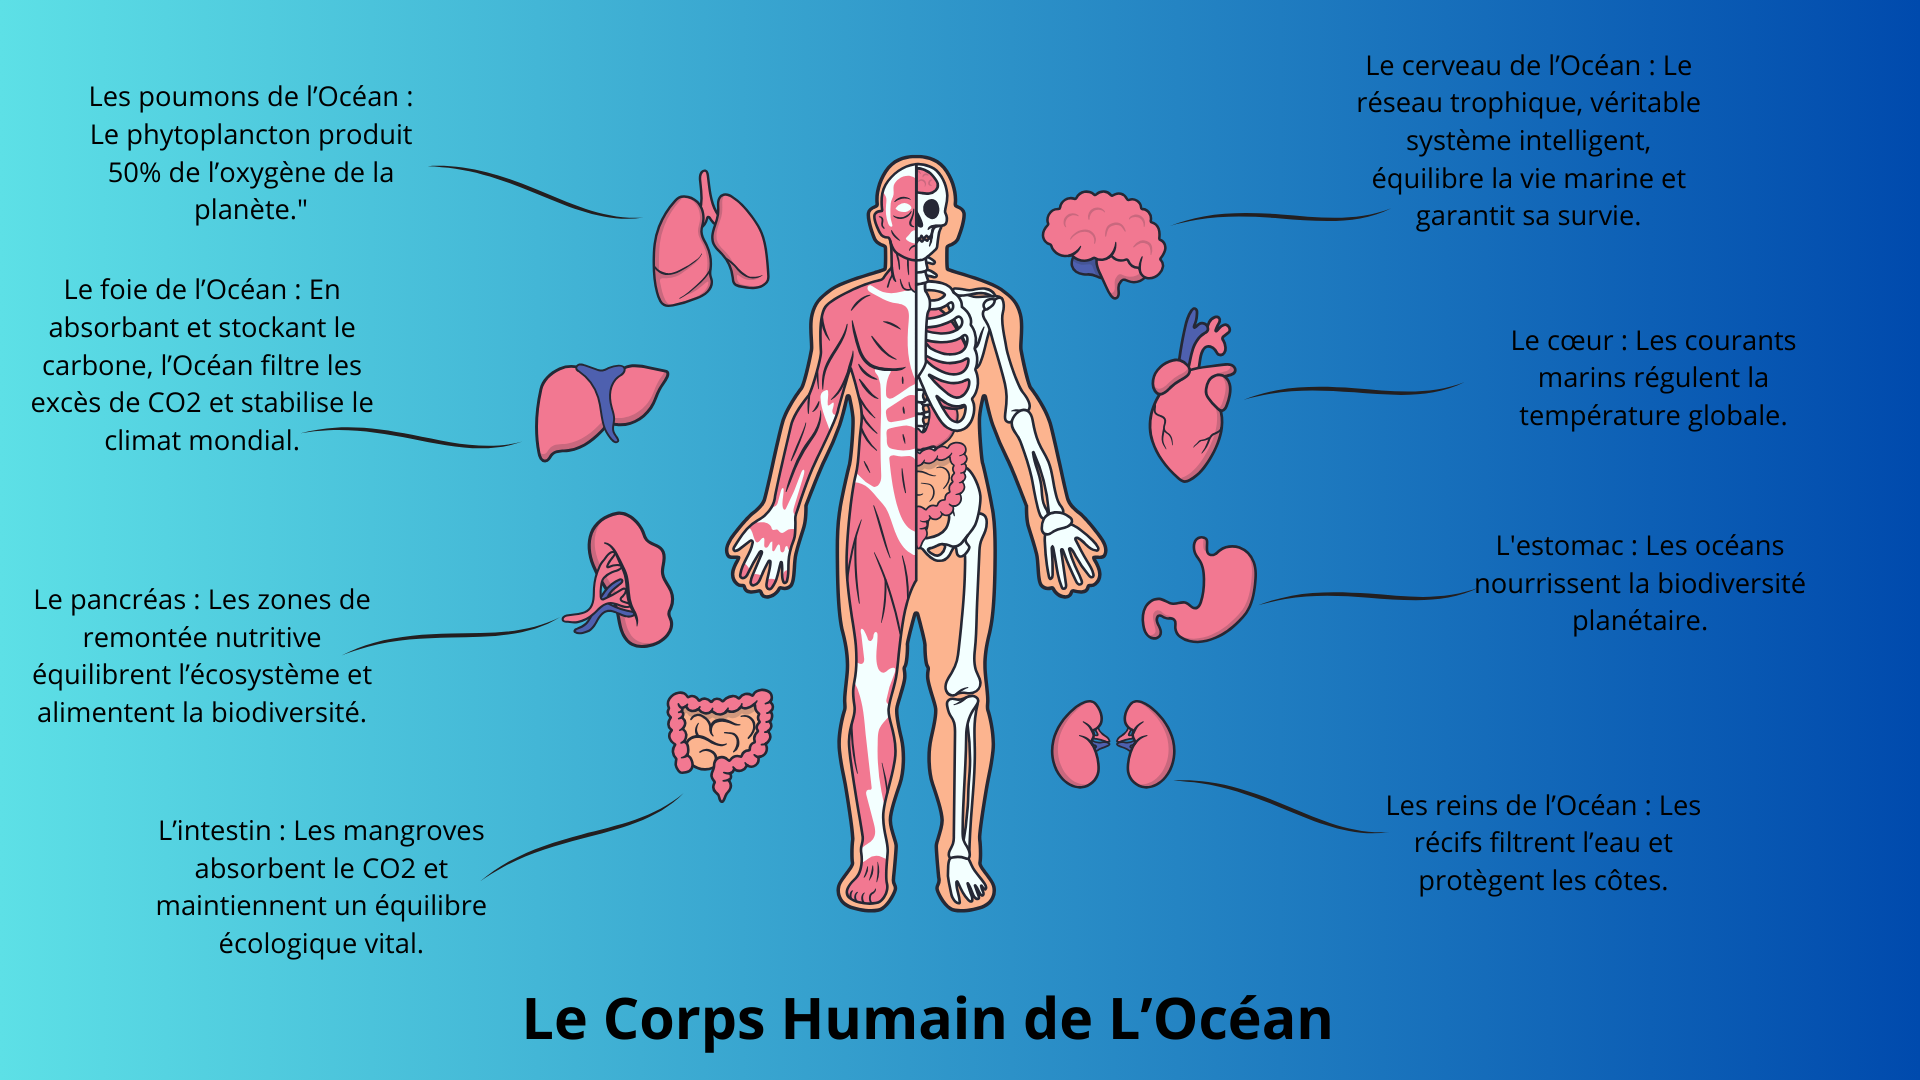 Les poumons de l’Océan :
Le phytoplancton produit
50% de l’oxygène de la
planète."
Le foie de l’Océan : En
absorbant et stockant le
carbone, l’Océan filtre les
excès de CO2 et stabilise le
climat mondial.
Le pancréas : Les zones de
remontée nutritive
équilibrent l’écosystème et
alimentent la biodiversité.
L’intestin : Les mangroves
absorbent le CO2 et
maintiennent un équilibre
écologique vital.
Le cerveau de l’Océan : Le
réseau trophique, véritable
système intelligent,
équilibre la vie marine et
garantit sa survie.
Le cœur : Les courants
marins régulent la
température globale.
L'estomac : Les océans
nourrissent la biodiversité
planétaire.
Les reins de l’Océan : Les
récifs filtrent l’eau et
protègent les côtes.
Le Corps Humain de L’Océan